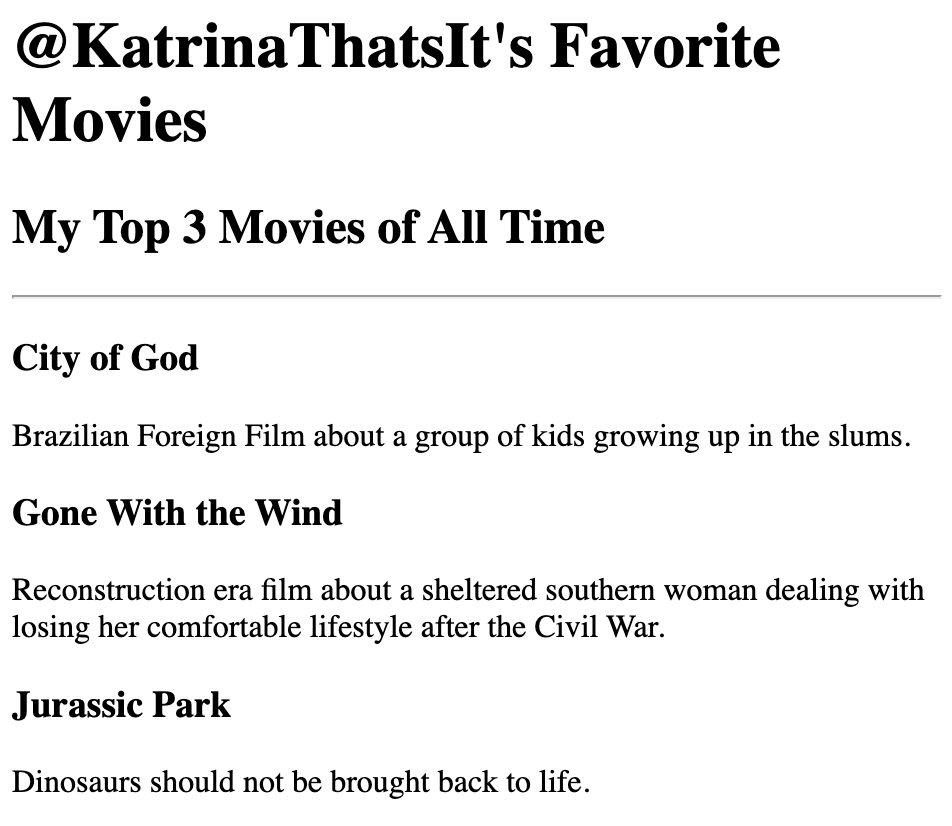 @KatrinaThatsIt's Favorite
Movies
My Top 3 Movies of All Time
City of God
Brazilian Foreign Film about a group of kids growing up in the slums.
Gone With the Wind
Reconstruction era film about a sheltered southern woman dealing with
losing her comfortable lifestyle after the Civil War.
Jurassic Park
Dinosaurs should not be brought back to life.